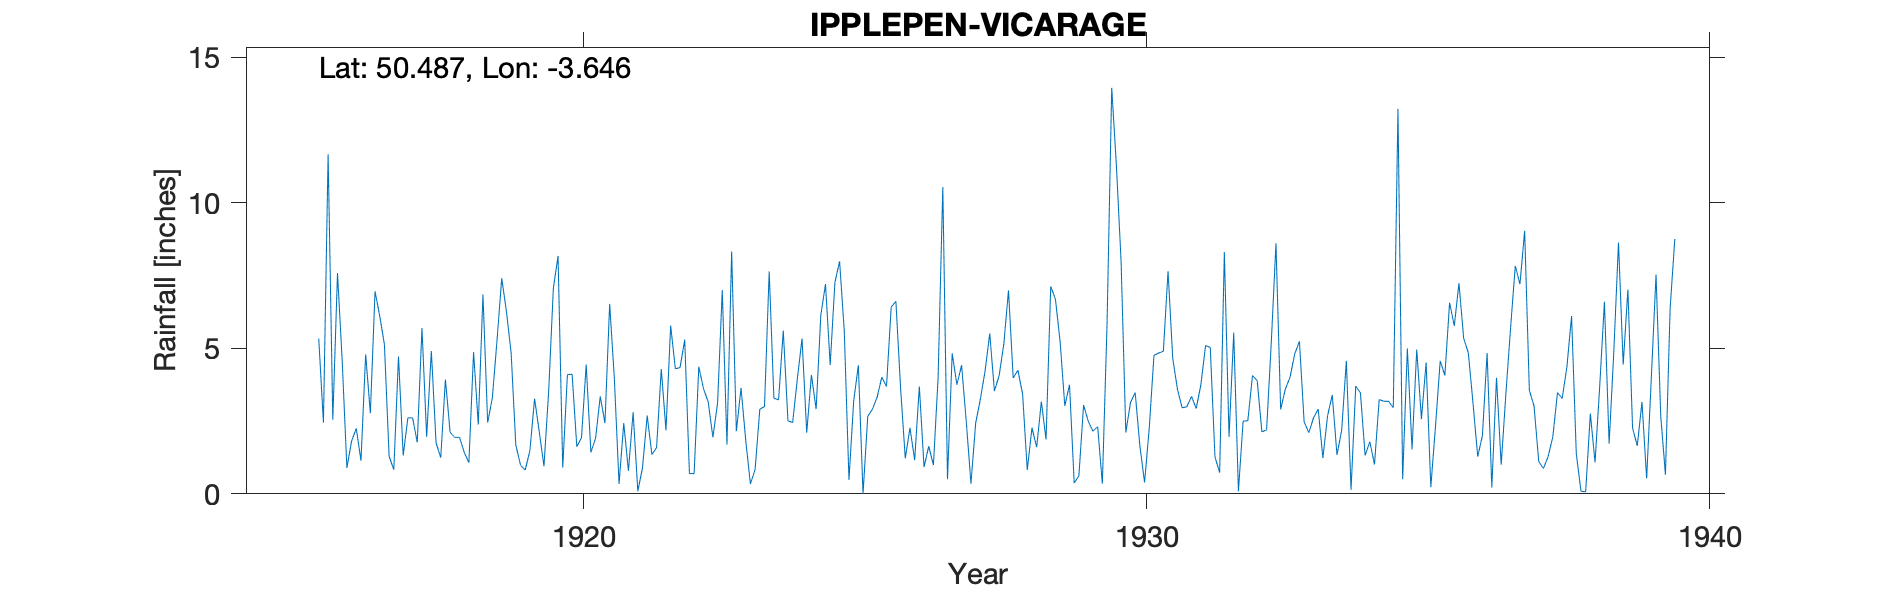 IPPLEPEN-VICARAGE
Lat: 50.487, Lon: -3.646
15
10
5
0
Rainfall [inches]
1920
1930
1940
Year